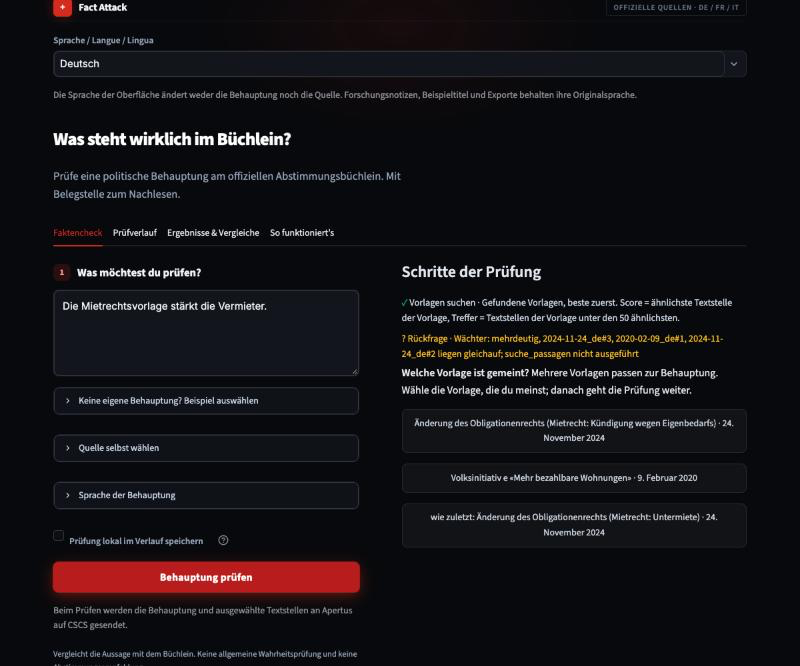 + Fact Attack
OFFIZIELLE QUELLEN · DE / FR / IT
Sprache / Langue / Lingua
Deutsch
Die Sprache der Oberfläche ändert weder die Behauptung noch die Quelle. Forschungsnotizen, Beispieltitel und Exporte behalten ihre Originalsprache.
Was steht wirklich im Büchlein?
Prüfe eine politische Behauptung am offiziellen Abstimmungsbüchlein. Mit
Belegstelle zum Nachlesen.
Faktencheck Prüfverlauf Ergebnisse & Vergleiche So funktioniert's
1 Was möchtest du prüfen?
Die Mietrechtsvorlage stärkt die Vermieter.
Keine eigene Behauptung? Beispiel auswählen
Quelle selbst wählen
Sprache der Behauptung
Prüfung lokal im Verlauf speichern ?
Behauptung prüfen
Beim Prüfen werden die Behauptung und ausgewählte Textstellen an Apertus
auf CSCS gesendet.
Vergleicht die Aussage mit dem Büchlein. Keine allgemeine Wahrheitsprüfung und keine
Schritte der Prüfung
✓ Vorlagen suchen · Gefundene Vorlagen, beste zuerst. Score = ähnlichste Textstelle
der Vorlage, Treffer = Textstellen der Vorlage unter den 50 ähnlichsten.
? Rückfrage · Wächter: mehrdeutig, 2024-11-24_de#3, 2020-02-09_de#1, 2024-11-
24_de#2 liegen gleichauf; suche_passagen nicht ausgeführt
Welche Vorlage ist gemeint? Mehrere Vorlagen passen zur Behauptung.
Wähle die Vorlage, die du meinst; danach geht die Prüfung weiter.
Änderung des Obligationenrechts (Mietrecht: Kündigung wegen Eigenbedarfs) · 24.
November 2024
Volksinitiativ e «Mehr bezahlbare Wohnungen» · 9. Februar 2020
wie zuletzt: Änderung des Obligationenrechts (Mietrecht: Untermiete) · 24.
November 2024